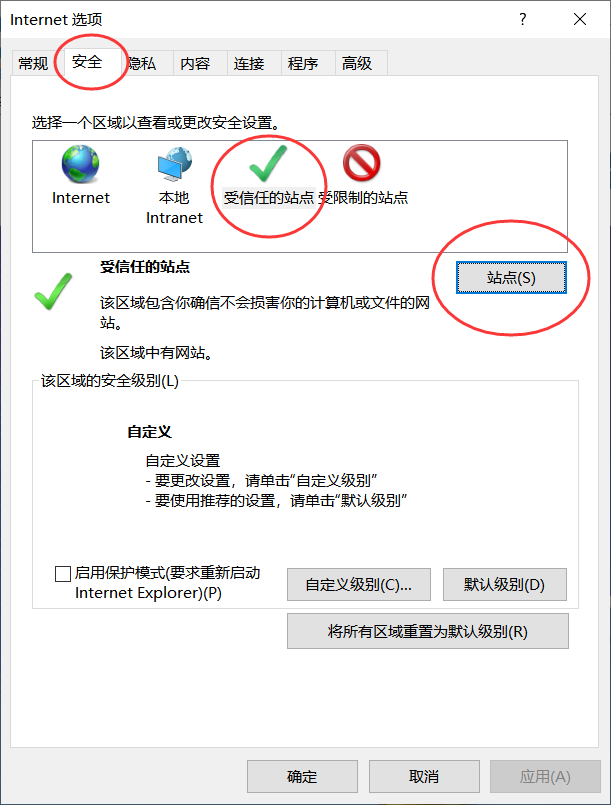 Internet 选项
?
常规 安全 隐私 内容 连接 程序 高级
选择一个区域以查看或更改安全设置。
Internet
本地
Intranet
受信任的站点
受限制的站点
受信任的站点
站点(S)
该区域包含你确信不会损害你的计算机或文件的网
站。
该区域中有网站。
该区域的安全级别(L)
自定义
自定义设置
- 要更改设置，请单击“自定义级别”
- 要使用推荐的设置，请单击“默认级别”
启用保护模式(要求重新启动
Internet Explorer)(P)
自定义级别(C)...
默认级别(D)
将所有区域重置为默认级别(R)
确定
取消
应用(A)